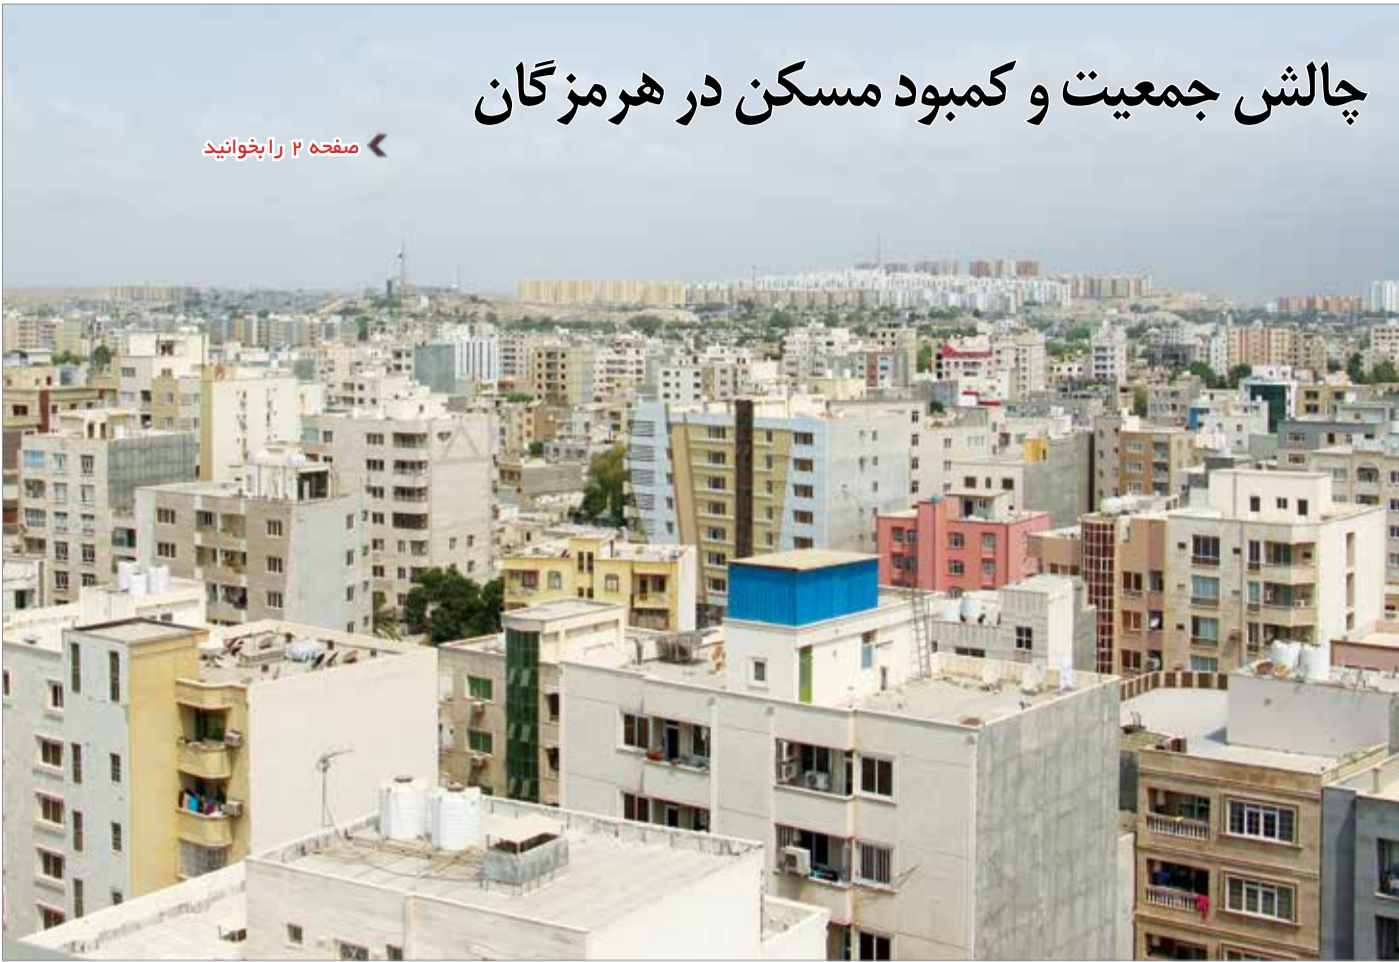 چالش جمعیت و کمبود مسکن در هرمزگان
صفحه ۲ را بخوانید